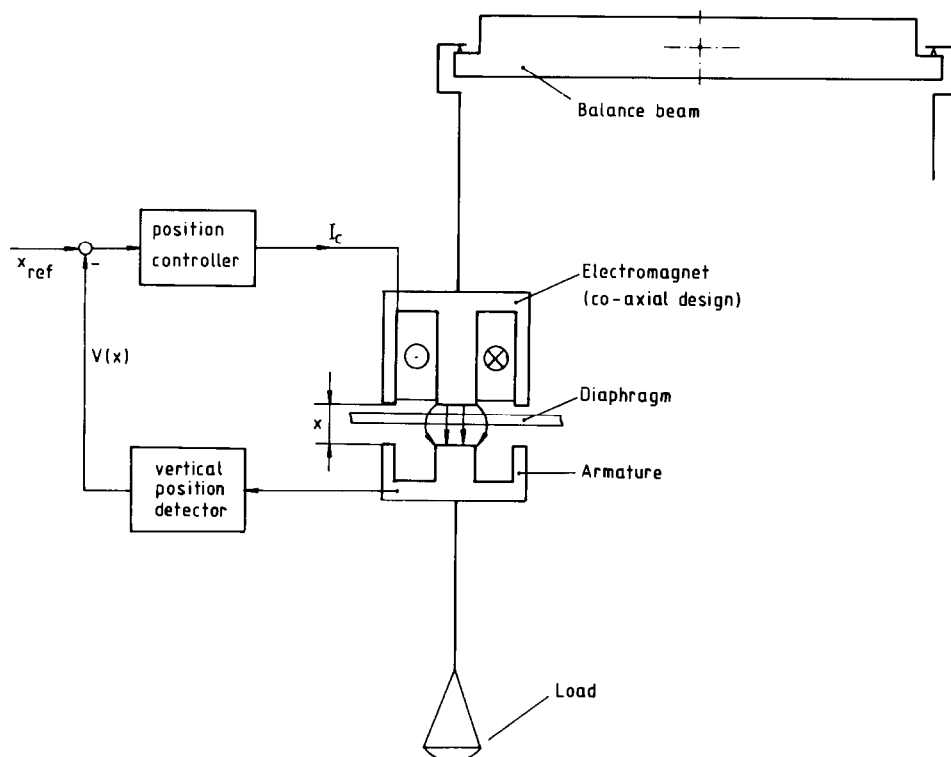 Balance beam
position
controller
I_c
x_ref
-
Electromagnet
(co-axial design)
V(x)
Diaphragm
x
vertical
position
detector
Armature
Load